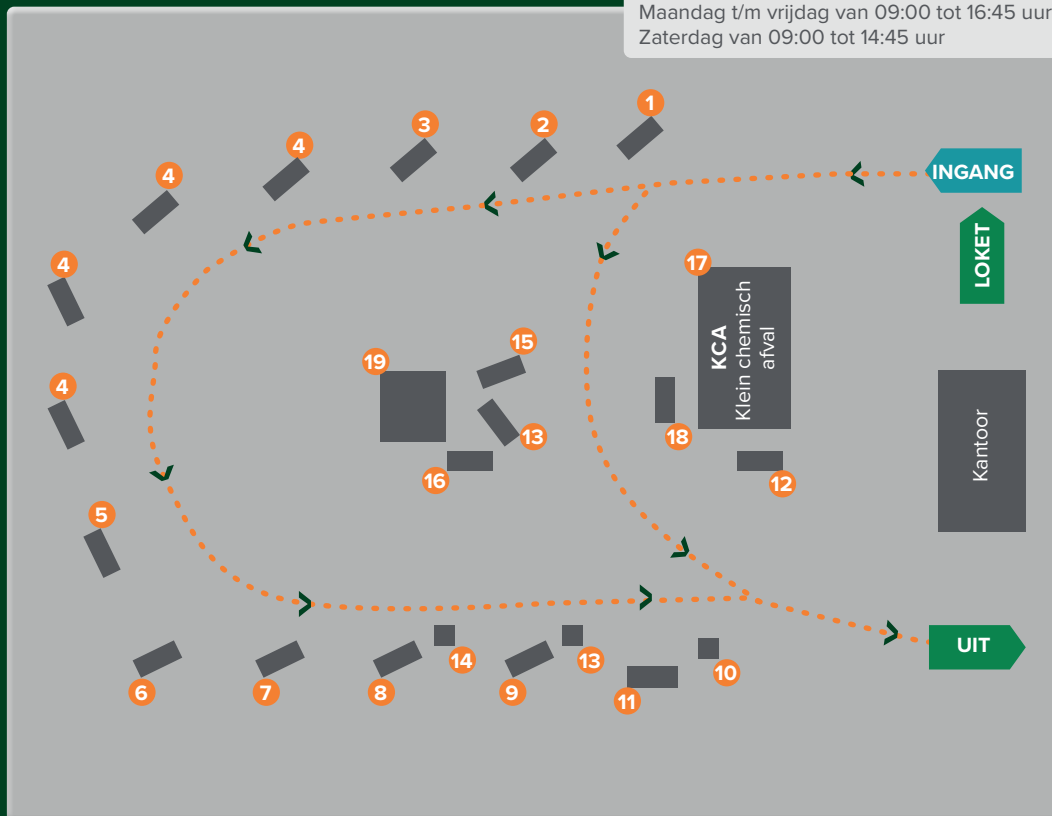 Maandag t/m vrijdag van 09:00 tot 16:45 uur
Zaterdag van 09:00 tot 14:45 uur
1
2
3
4
4
INGANG
LOKET
4
17
KCA
Klein chemisch
afval
15
19
4
13
18
16
12
Kantoor
5
UIT
14
13
10
6
7
8
9
11